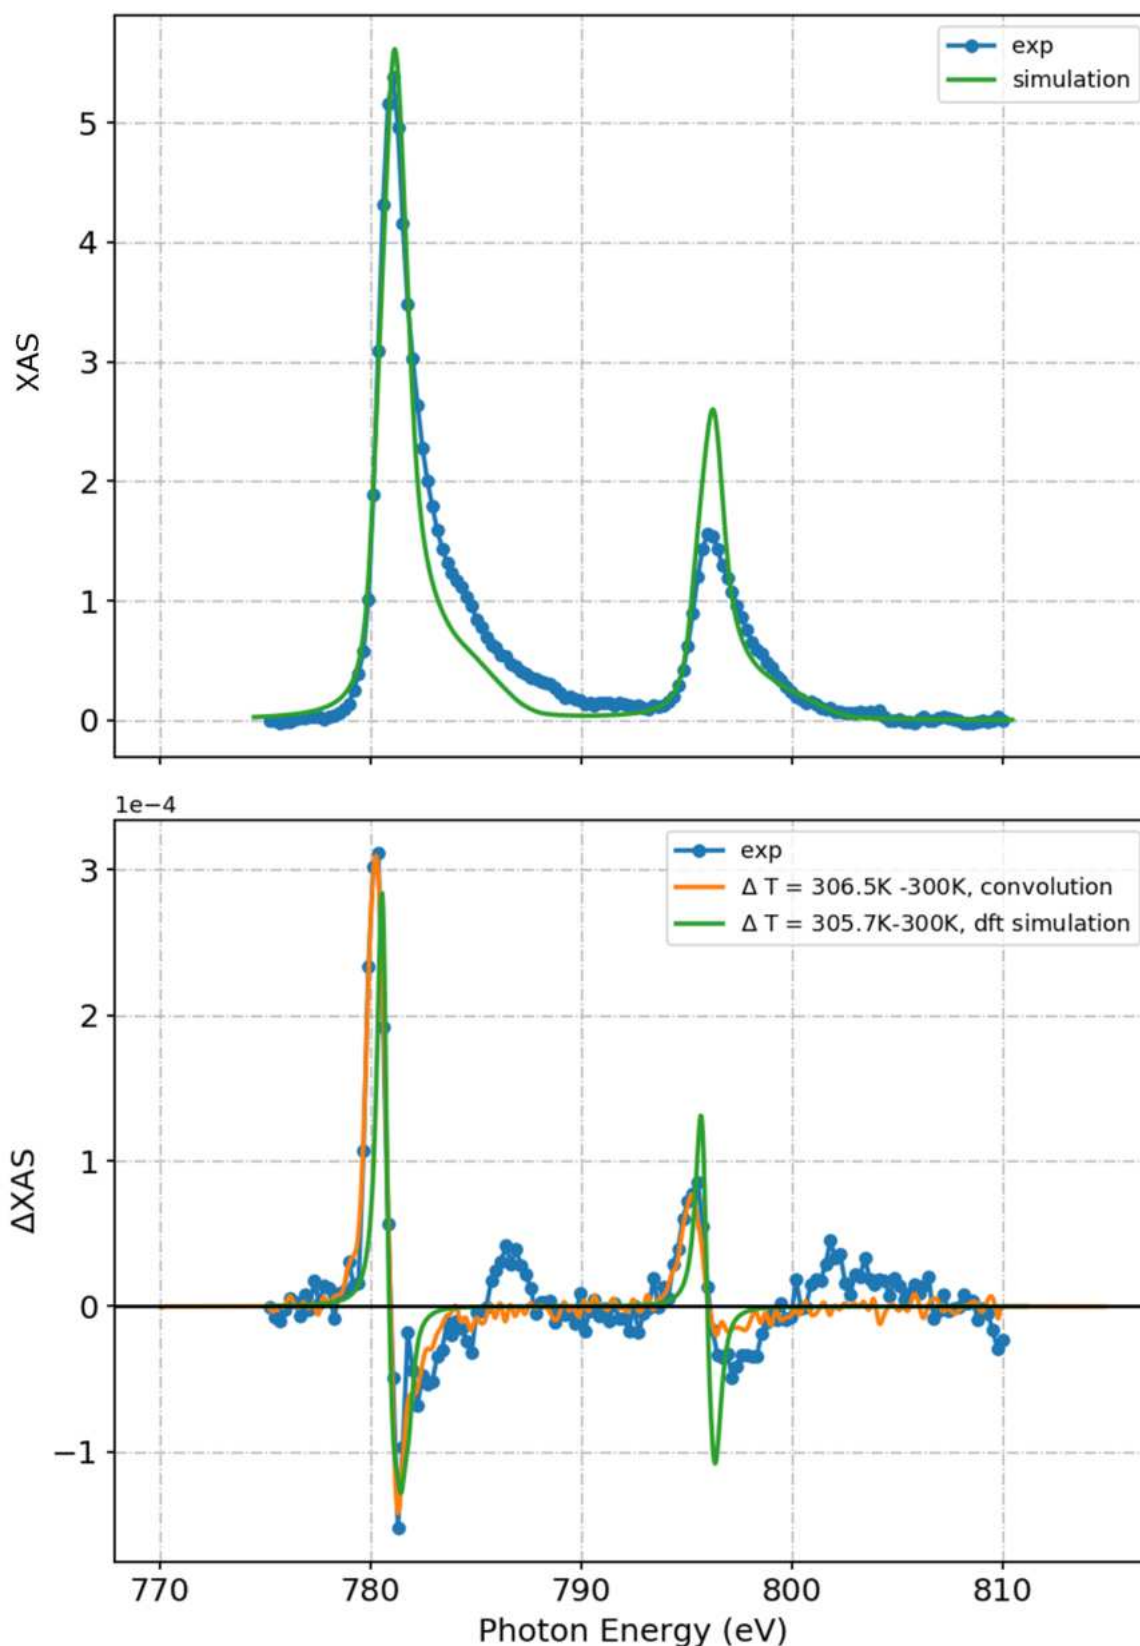 exp
simulation
5
4
3
2
1
0
XAS
1e−4
exp
Δ T = 306.5K -300K, convolution
Δ T = 305.7K-300K, dft simulation
3
2
1
0
−1
ΔXAS
770 780 790 800 810
Photon Energy (eV)